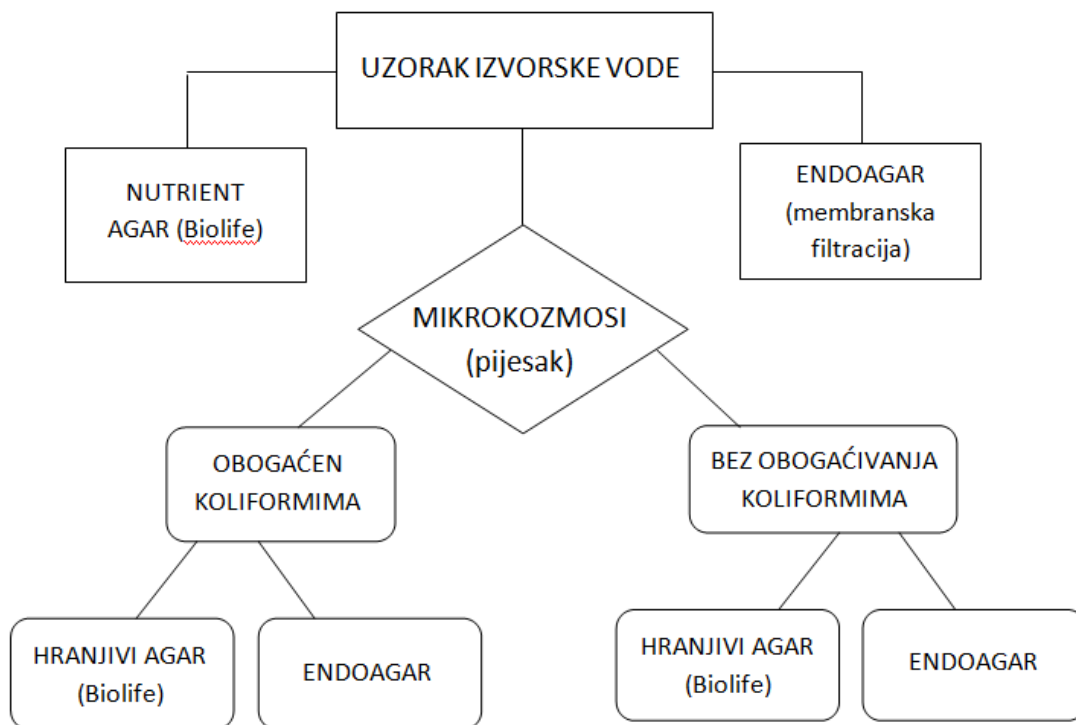 UZORAK IZVORSKE VODE
NUTRIENT
AGAR (Biolife)
ENDOAGAR
(membranska
filtracija)
MIKROKOZMOSI
(pijesak)
OBOGAĆEN
KOLIFORMIMA
BEZ OBOGAĆIVANJA
KOLIFORMIMA
HRANJIVI AGAR
(Biolife)
ENDOAGAR
HRANJIVI AGAR
(Biolife)
ENDOAGAR